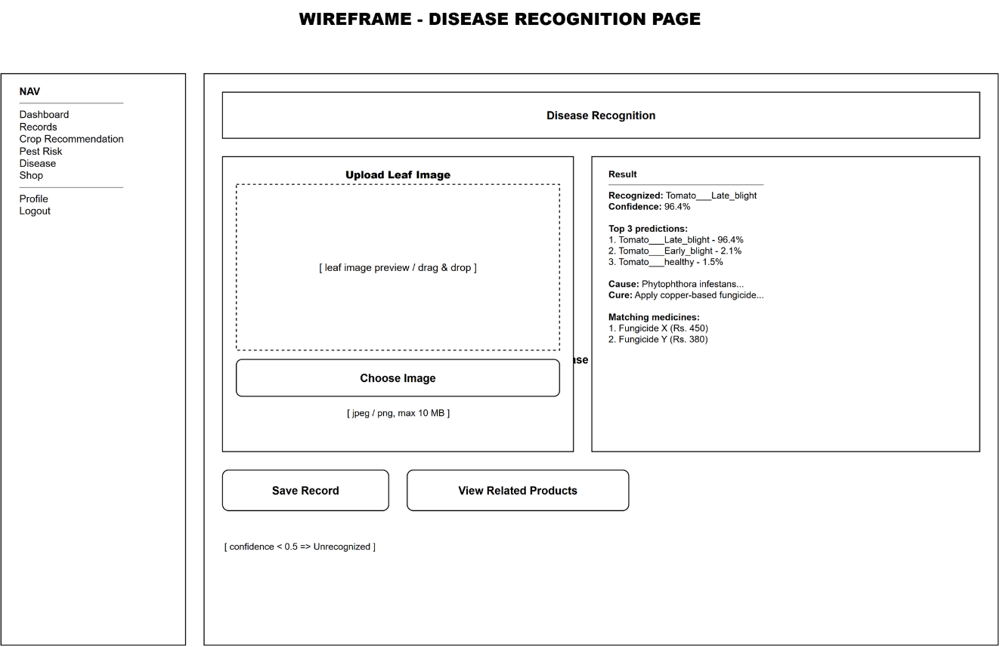 WIREFRAME - DISEASE RECOGNITION PAGE
NAV
Dashboard
Records
Crop Recommendation
Pest Risk
Disease
Shop
Profile
Logout
Disease Recognition
Upload Leaf Image
[ leaf image preview / drag & drop ]
Choose Image
[ jpeg / png, max 10 MB ]
Result
Recognized: Tomato___Late_blight
Confidence: 96.4%
Top 3 predictions:
1. Tomato___Late_blight - 96.4%
2. Tomato___Early_blight - 2.1%
3. Tomato___healthy - 1.5%
Cause: Phytophthora infestans...
Cure: Apply copper-based fungicide...
Matching medicines:
1. Fungicide X (Rs. 450)
2. Fungicide Y (Rs. 380)
Save Record
View Related Products
[ confidence < 0.5 => Unrecognized ]